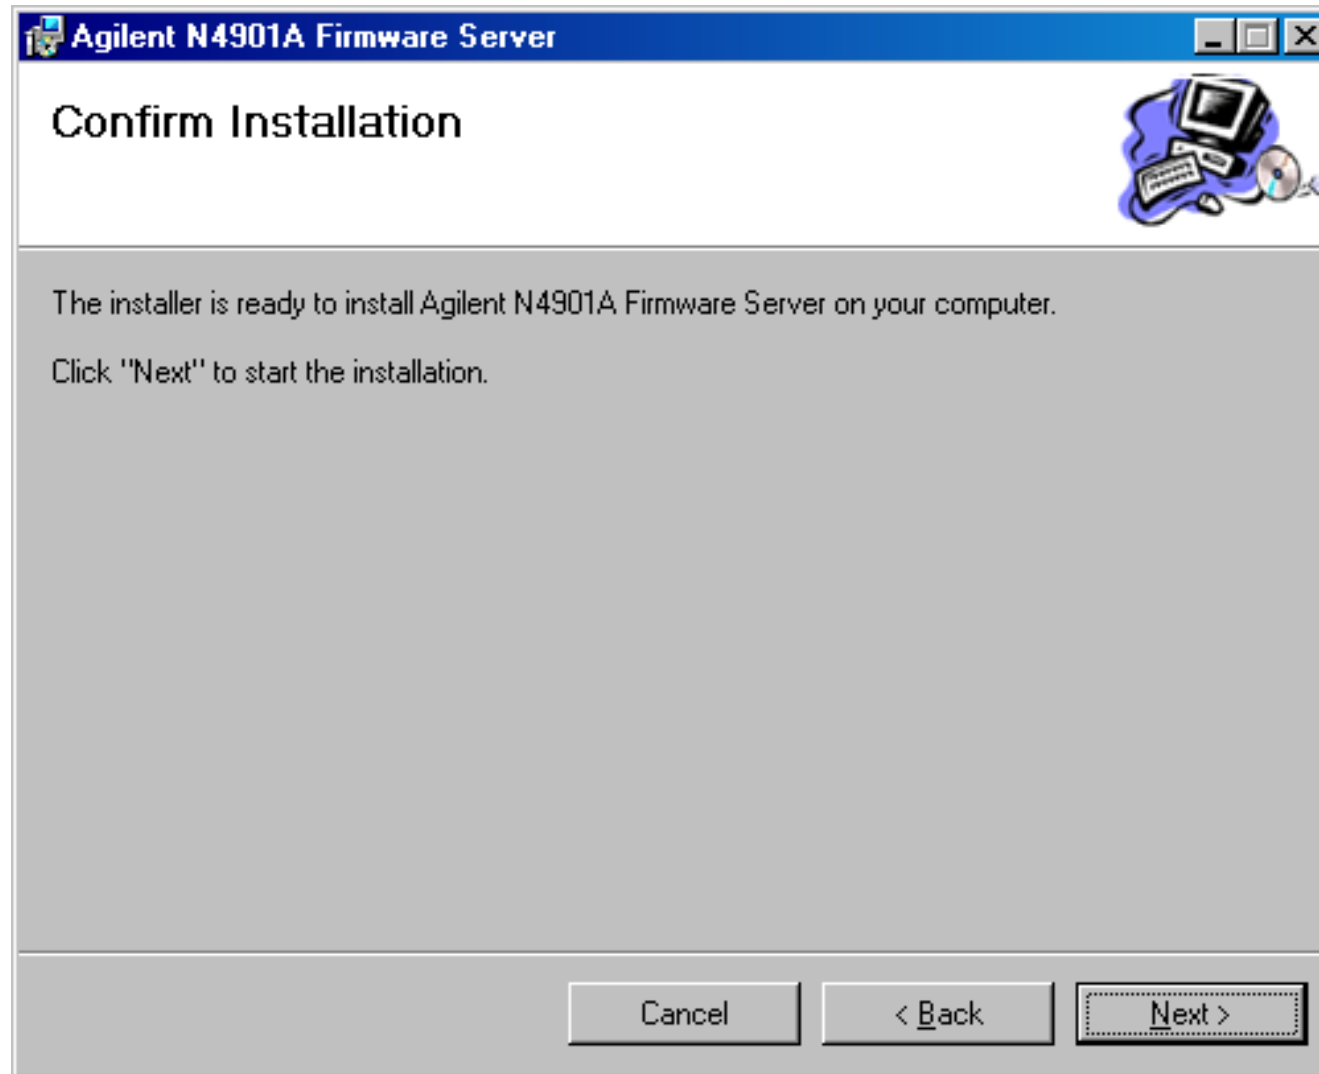 Agilent N4901A Firmware Server
Confirm Installation
The installer is ready to install Agilent N4901A Firmware Server on your computer.
Click "Next" to start the installation.
Cancel
< Back
Next >